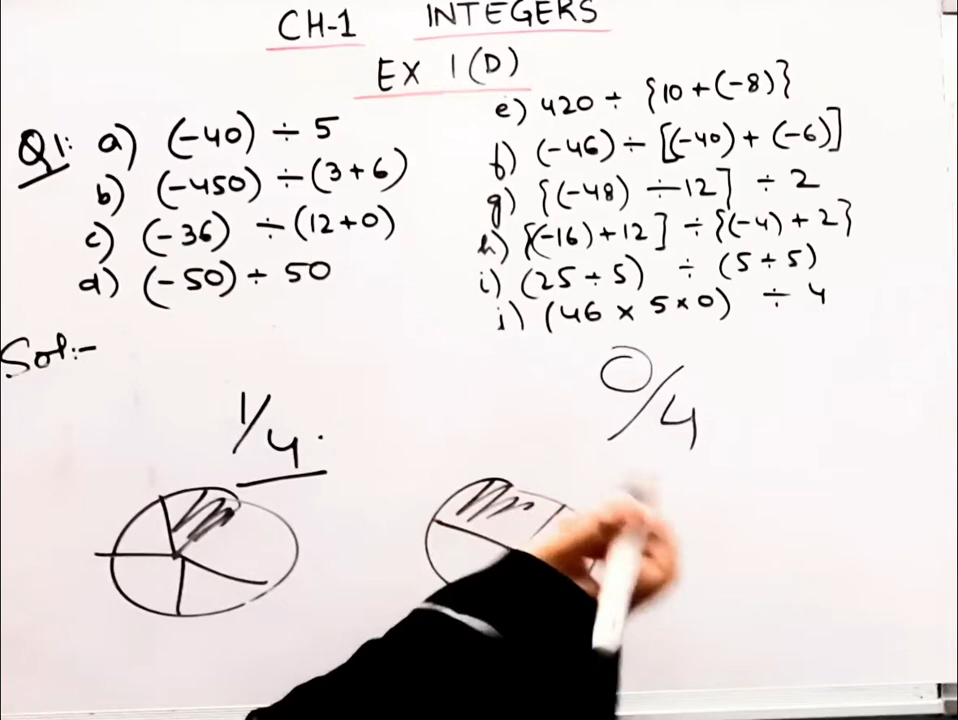 CH-1 INTEGERS
EX 1(D)
Q1: a) (-40) ÷ 5
b) (-450) ÷ (3+6)
c) (-36) ÷ (12+0)
d) (-50) ÷ 50
e) 420 ÷ {10 + (-8)}
f) (-46) ÷ [(-40) + (-6)]
g) {(-48) ÷ 12] ÷ 2
h) {(-16)+12] ÷ {(-4) + 2}
i) (25 ÷ 5) ÷ (5 ÷ 5)
j) (46 × 5 × 0) ÷ 4
Sol:-
1/4.
0/4